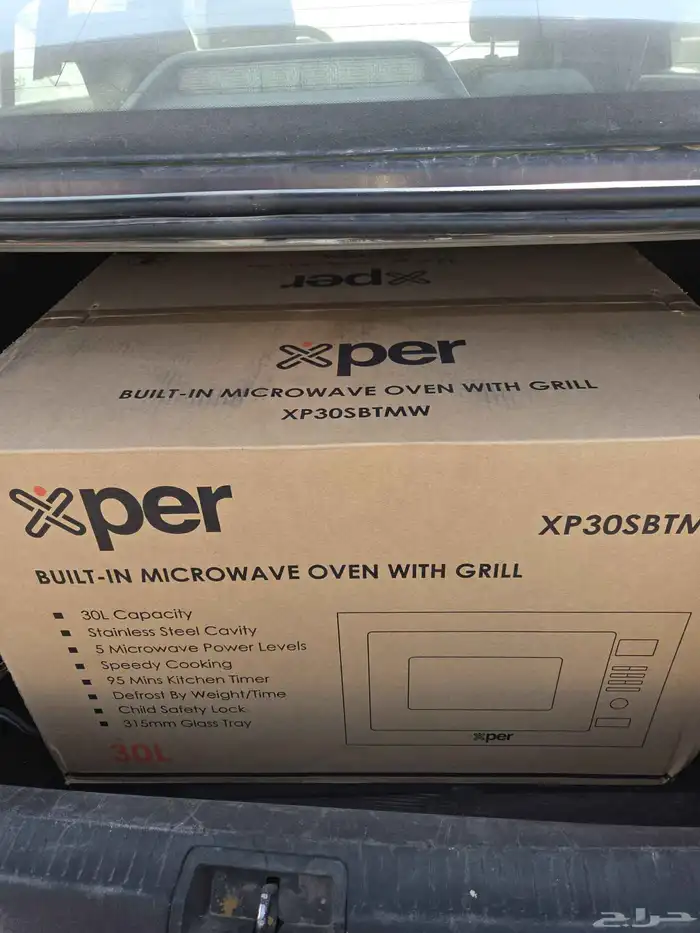 xper
xper
BUILT-IN MICROWAVE OVEN WITH GRILL
XP30SBTMW
xper
XP30SBTM
BUILT-IN MICROWAVE OVEN WITH GRILL
30L Capacity
Stainless Steel Cavity
5 Microwave Power Levels
Speedy Cooking
95 Mins Kitchen Timer
Defrost By Weight/Time
Child Safety Lock
315mm Glass Tray
30L
xper
حراج